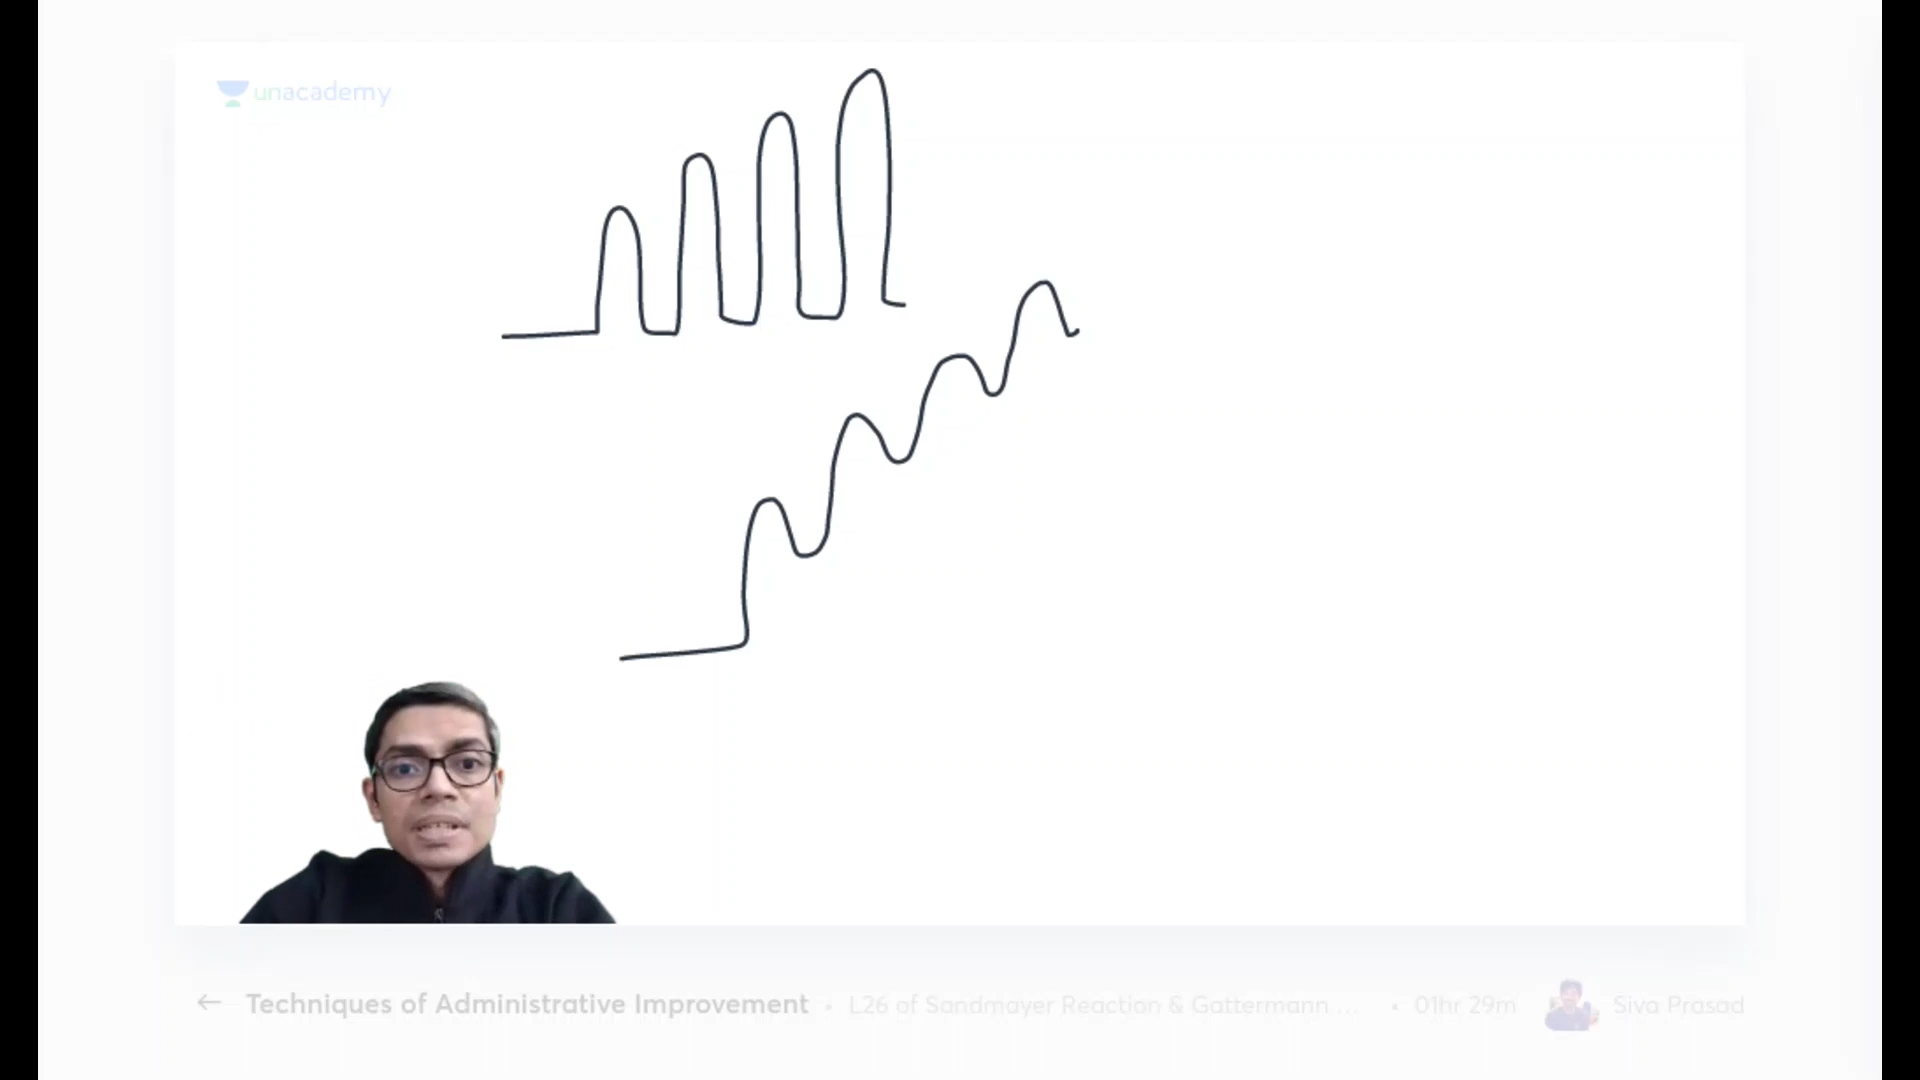 unacademy
Techniques of Administrative Improvement • L26 of Sandmayer Reaction & Gattermann ... • 01hr 29m Siva Prasad